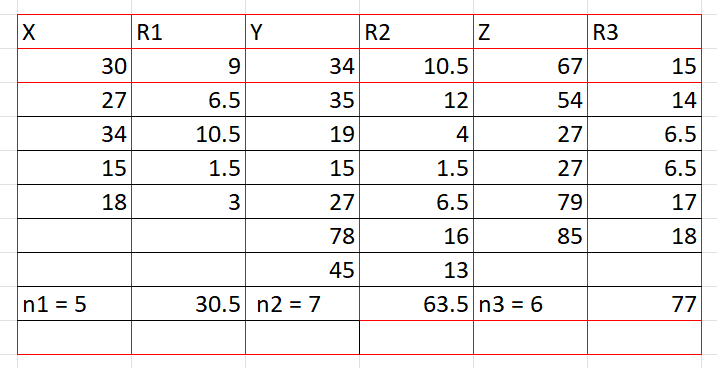 X R1 Y R2 Z R3
30 9 34 10.5 67 15
27 6.5 35 12 54 14
34 10.5 19 4 27 6.5
15 1.5 15 1.5 27 6.5
18 3 27 6.5 79 17
78 16 85 18
45 13
n1 = 5 30.5 n2 = 7 63.5 n3 = 6 77